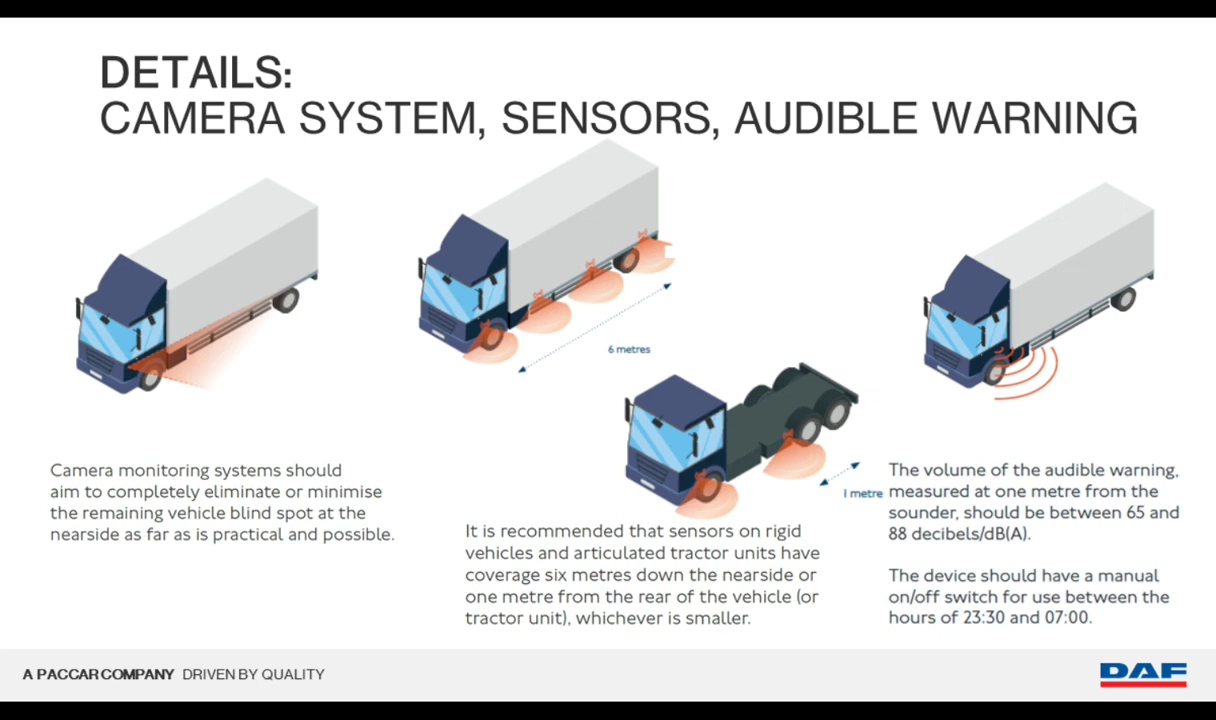 DETAILS:
CAMERA SYSTEM, SENSORS, AUDIBLE WARNING
Camera monitoring systems should
aim to completely eliminate or minimise
the remaining vehicle blind spot at the
nearside as far as is practical and possible.
6 metres
1 metre
It is recommended that sensors on rigid
vehicles and articulated tractor units have
coverage six metres down the nearside or
one metre from the rear of the vehicle (or
tractor unit), whichever is smaller.
The volume of the audible warning,
measured at one metre from the
sounder, should be between 65 and
88 decibels/dB(A).
The device should have a manual
on/off switch for use between the
hours of 23:30 and 07:00.
A PACCAR COMPANY DRIVEN BY QUALITY
DAF